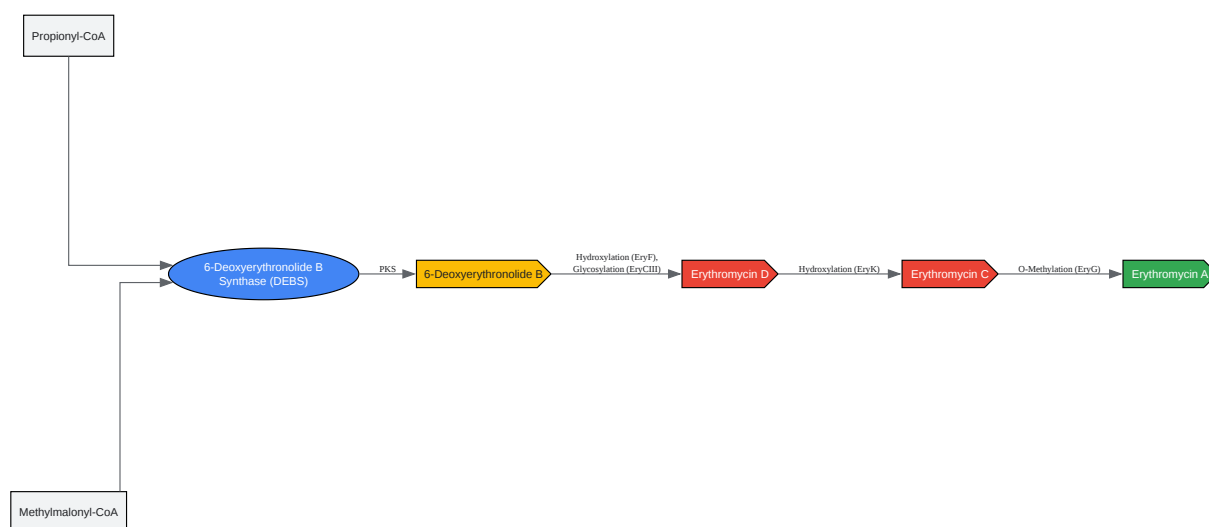 Propionyl-CoA
6-Deoxyerythronolide B
Synthase (DEBS)
PKS
6-Deoxyerythronolide B
Hydroxylation (EryF),
Glycosylation (EryCIII)
Erythromycin D
Hydroxylation (EryK)
Erythromycin C
O-Methylation (EryG)
Erythromycin A
Methylmalonyl-CoA